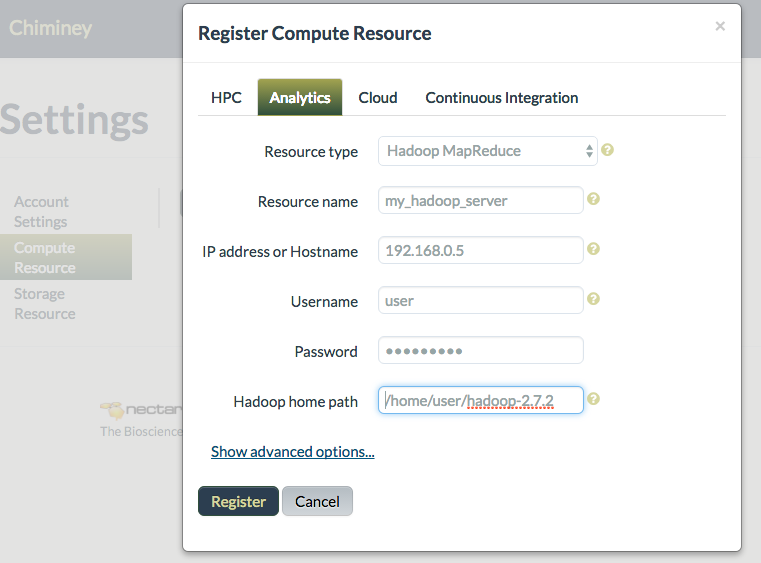 Chiminey
Settings
Account
Settings
Compute
Resource
Storage
Resource
nectar
The Bioscience
Register Compute Resource
×
HPC Analytics Cloud Continuous Integration
Resource type Hadoop MapReduce ?
Resource name my_hadoop_server ?
IP address or Hostname 192.168.0.5 ?
Username user ?
Password ●●●●●●●●●
Hadoop home path /home/user/hadoop-2.7.2 ?
Show advanced options...
Register Cancel